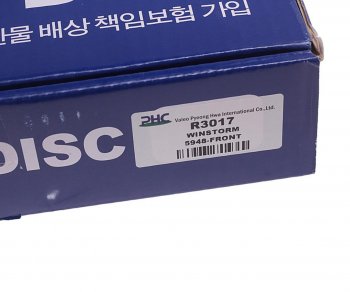 산물 배상 책임보험 가입
DISC
PHC
Valeo Pyeong Hwa International Co.,Ltd.
R3017
WINSTORM
5948-FRONT